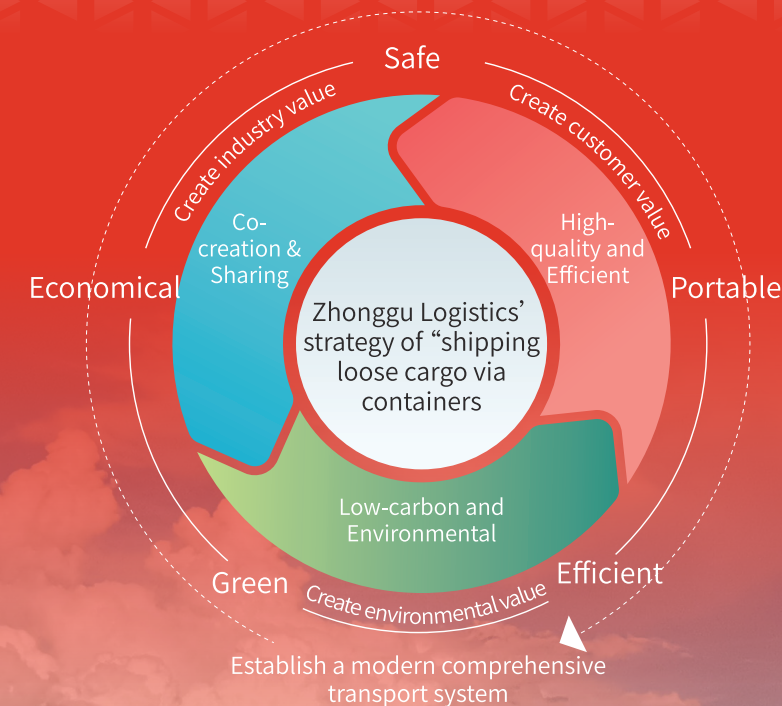 Safe
Create industry value
Create customer value
Co-
creation &
Sharing
High-
quality and
Efficient
Economical
Portable
Zhonggu Logistics’
strategy of “shipping
loose cargo via
containers
Low-carbon and
Environmental
Green
Efficient
Create environmental value
Establish a modern comprehensive
transport system